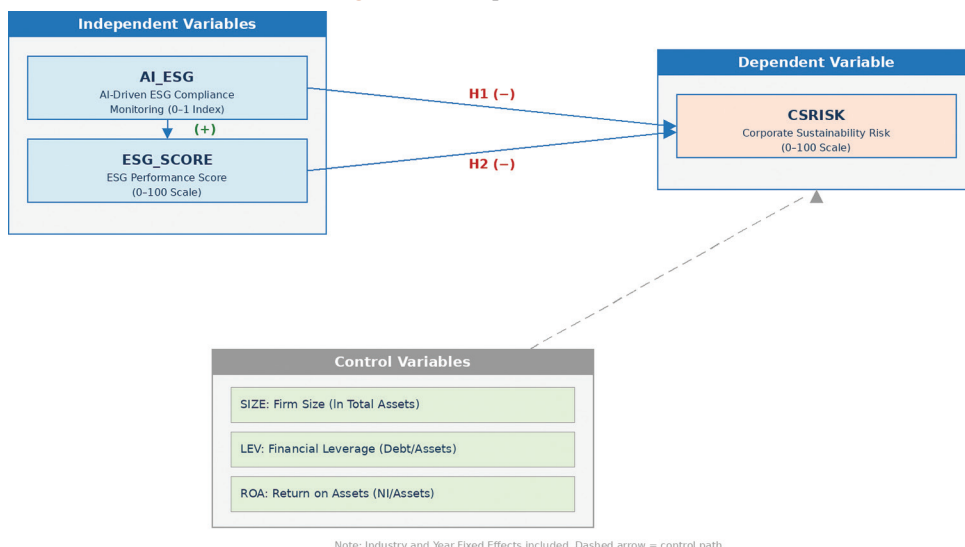 Independent Variables
AI_ESG
AI-Driven ESG Compliance
Monitoring (0–1 Index)
(+)
ESG_SCORE
ESG Performance Score
(0–100 Scale)
H1 (−)
H2 (−)
Dependent Variable
CSRISK
Corporate Sustainability Risk
(0–100 Scale)
Control Variables
SIZE: Firm Size (ln Total Assets)
LEV: Financial Leverage (Debt/Assets)
ROA: Return on Assets (NI/Assets)
Note: Industry and Year Fixed Effects included. Dashed arrow = control path